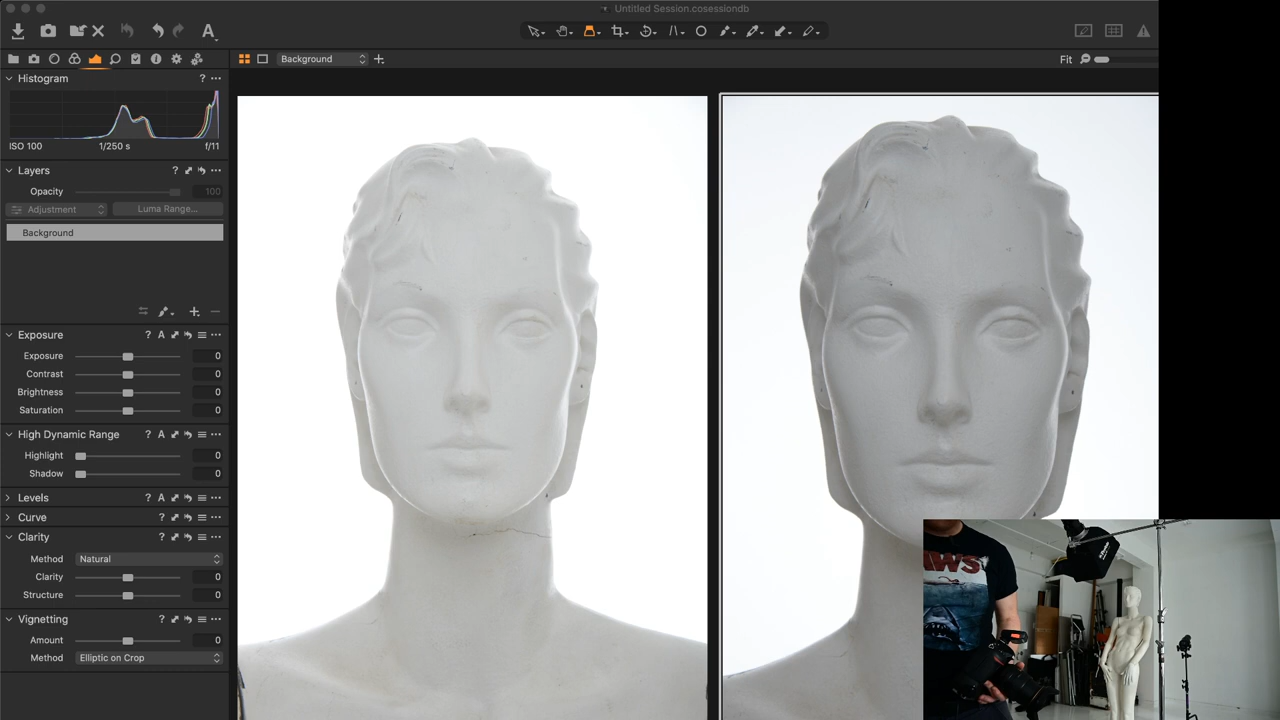 Untitled Session.cosessiondb
A
Background
Fit
Histogram ?
ISO 100 1/250 s f/11
Layers ?
Opacity 100
Adjustment Luma Range...
Background
Exposure ? A
Exposure 0
Contrast 0
Brightness 0
Saturation 0
High Dynamic Range ? A
Highlight 0
Shadow 0
Levels ? A
Curve ?
Clarity ?
Method Natural
Clarity 0
Structure 0
Vignetting ?
Amount 0
Method Elliptic on Crop